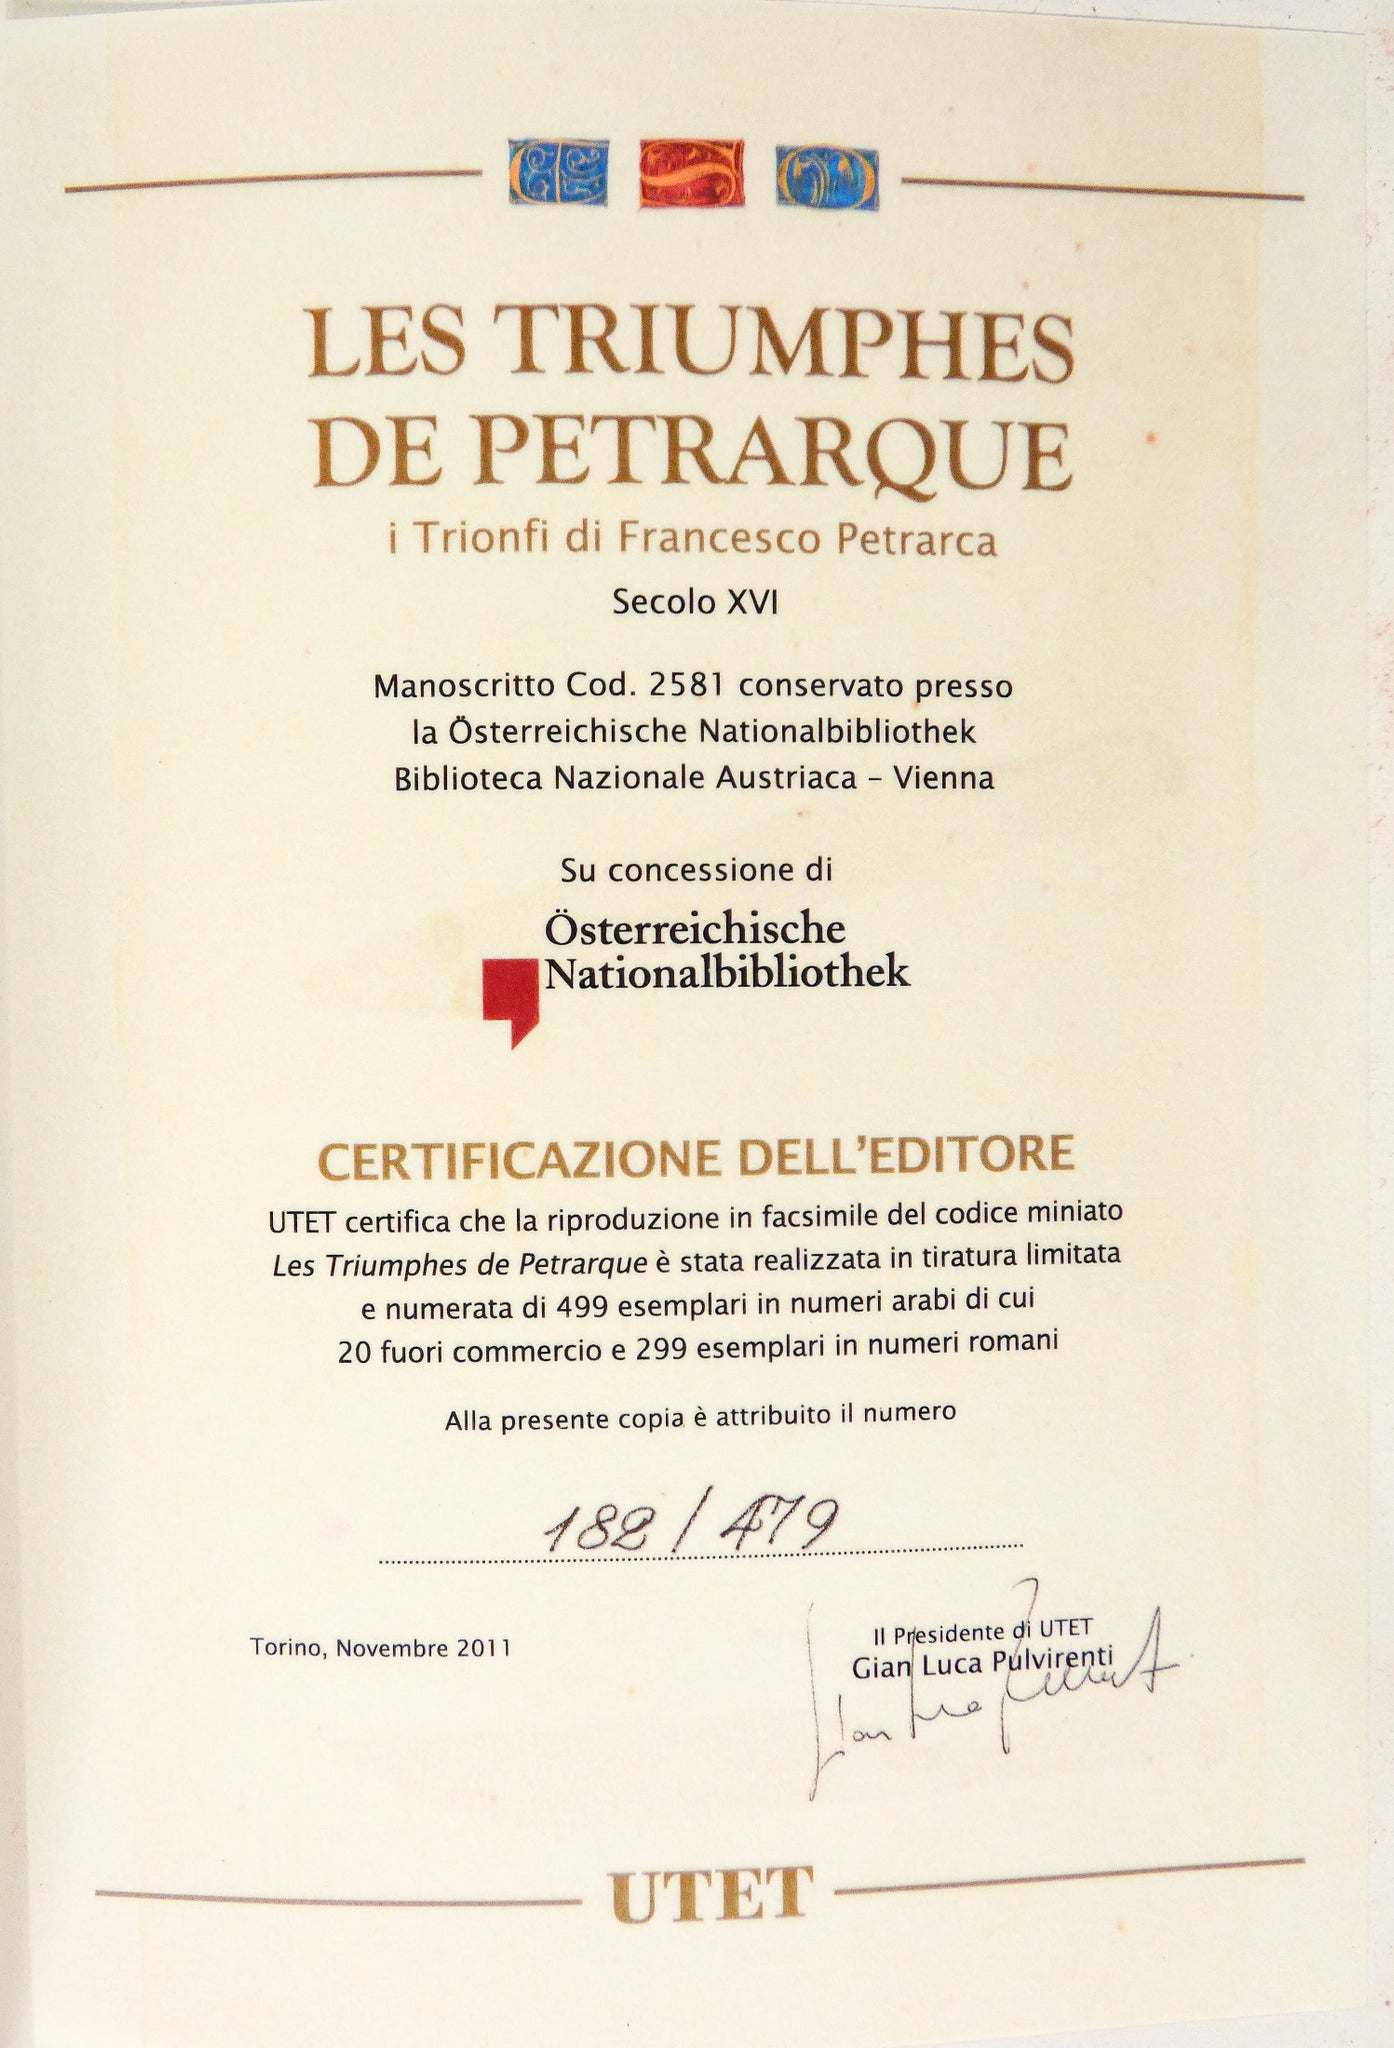 LES TRIUMPHES
DE PETRARQUE
i Trionfi di Francesco Petrarca
Secolo XVI
Manoscritto Cod. 2581 conservato presso
la Österreichische Nationalbibliothek
Biblioteca Nazionale Austriaca – Vienna
Su concessione di
Österreichische
Nationalbibliothek
CERTIFICAZIONE DELL’EDITORE
UTET certifica che la riproduzione in facsimile del codice miniato
Les Triumphes de Petrarque è stata realizzata in tiratura limitata
e numerata di 499 esemplari in numeri arabi di cui
20 fuori commercio e 299 esemplari in numeri romani
Alla presente copia è attribuito il numero
182 / 479
Torino, Novembre 2011
Il Presidente di UTET
Gian Luca Pulvirenti
UTET